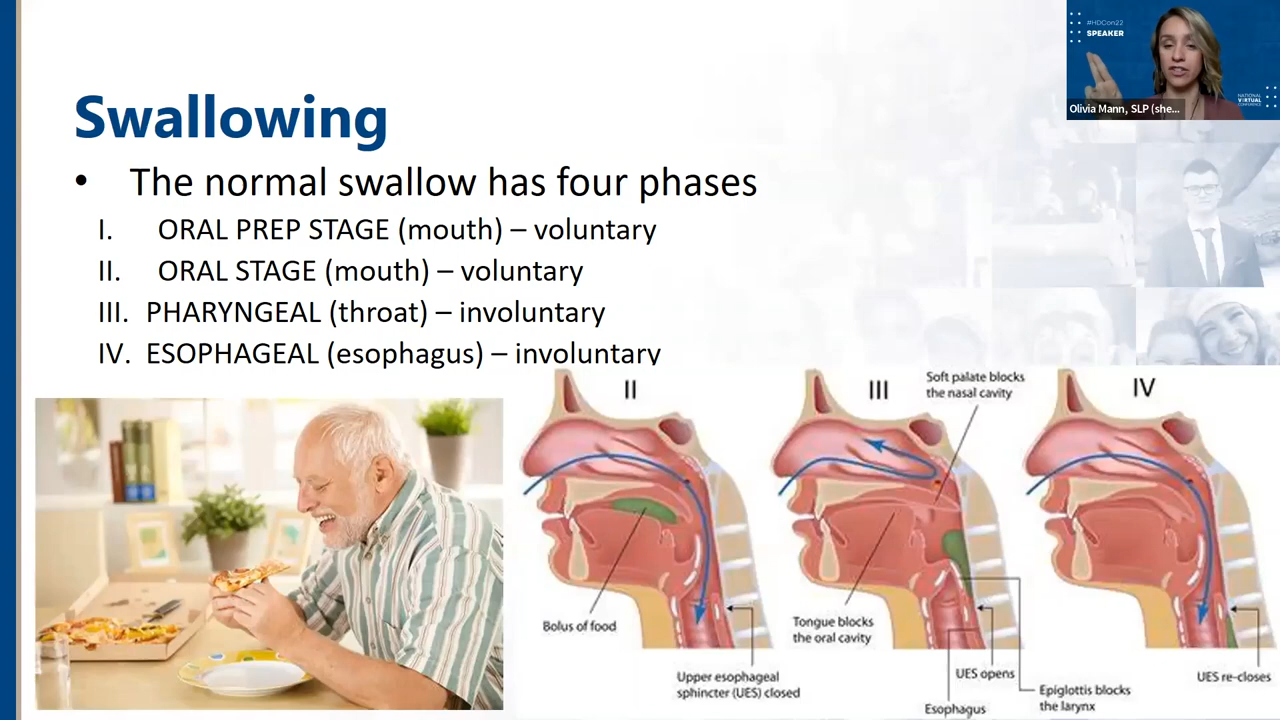 #HDCon22
SPEAKER
NATIONAL
VIRTUAL
CONFERENCE
Olivia Mann, SLP (she...
Swallowing
• The normal swallow has four phases
I. ORAL PREP STAGE (mouth) – voluntary
II. ORAL STAGE (mouth) – voluntary
III. PHARYNGEAL (throat) – involuntary
IV. ESOPHAGEAL (esophagus) – involuntary
II
Bolus of food
Upper esophageal
sphincter (UES) closed
III
Soft palate blocks
the nasal cavity
Tongue blocks
the oral cavity
UES opens
Esophagus
Epiglottis blocks
the larynx
IV
UES re-closes